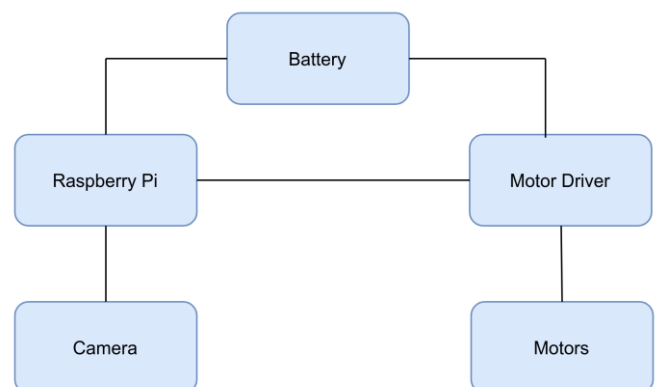 Battery
Raspberry Pi
Motor Driver
Camera
Motors